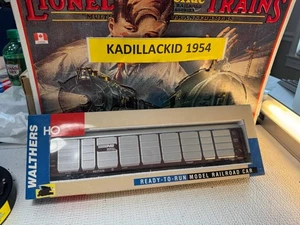 LIONEL TRAINS
KADILLACKID 1954
WALTHERS
HO
READY-TO-RUN MODEL RAILROAD CAR